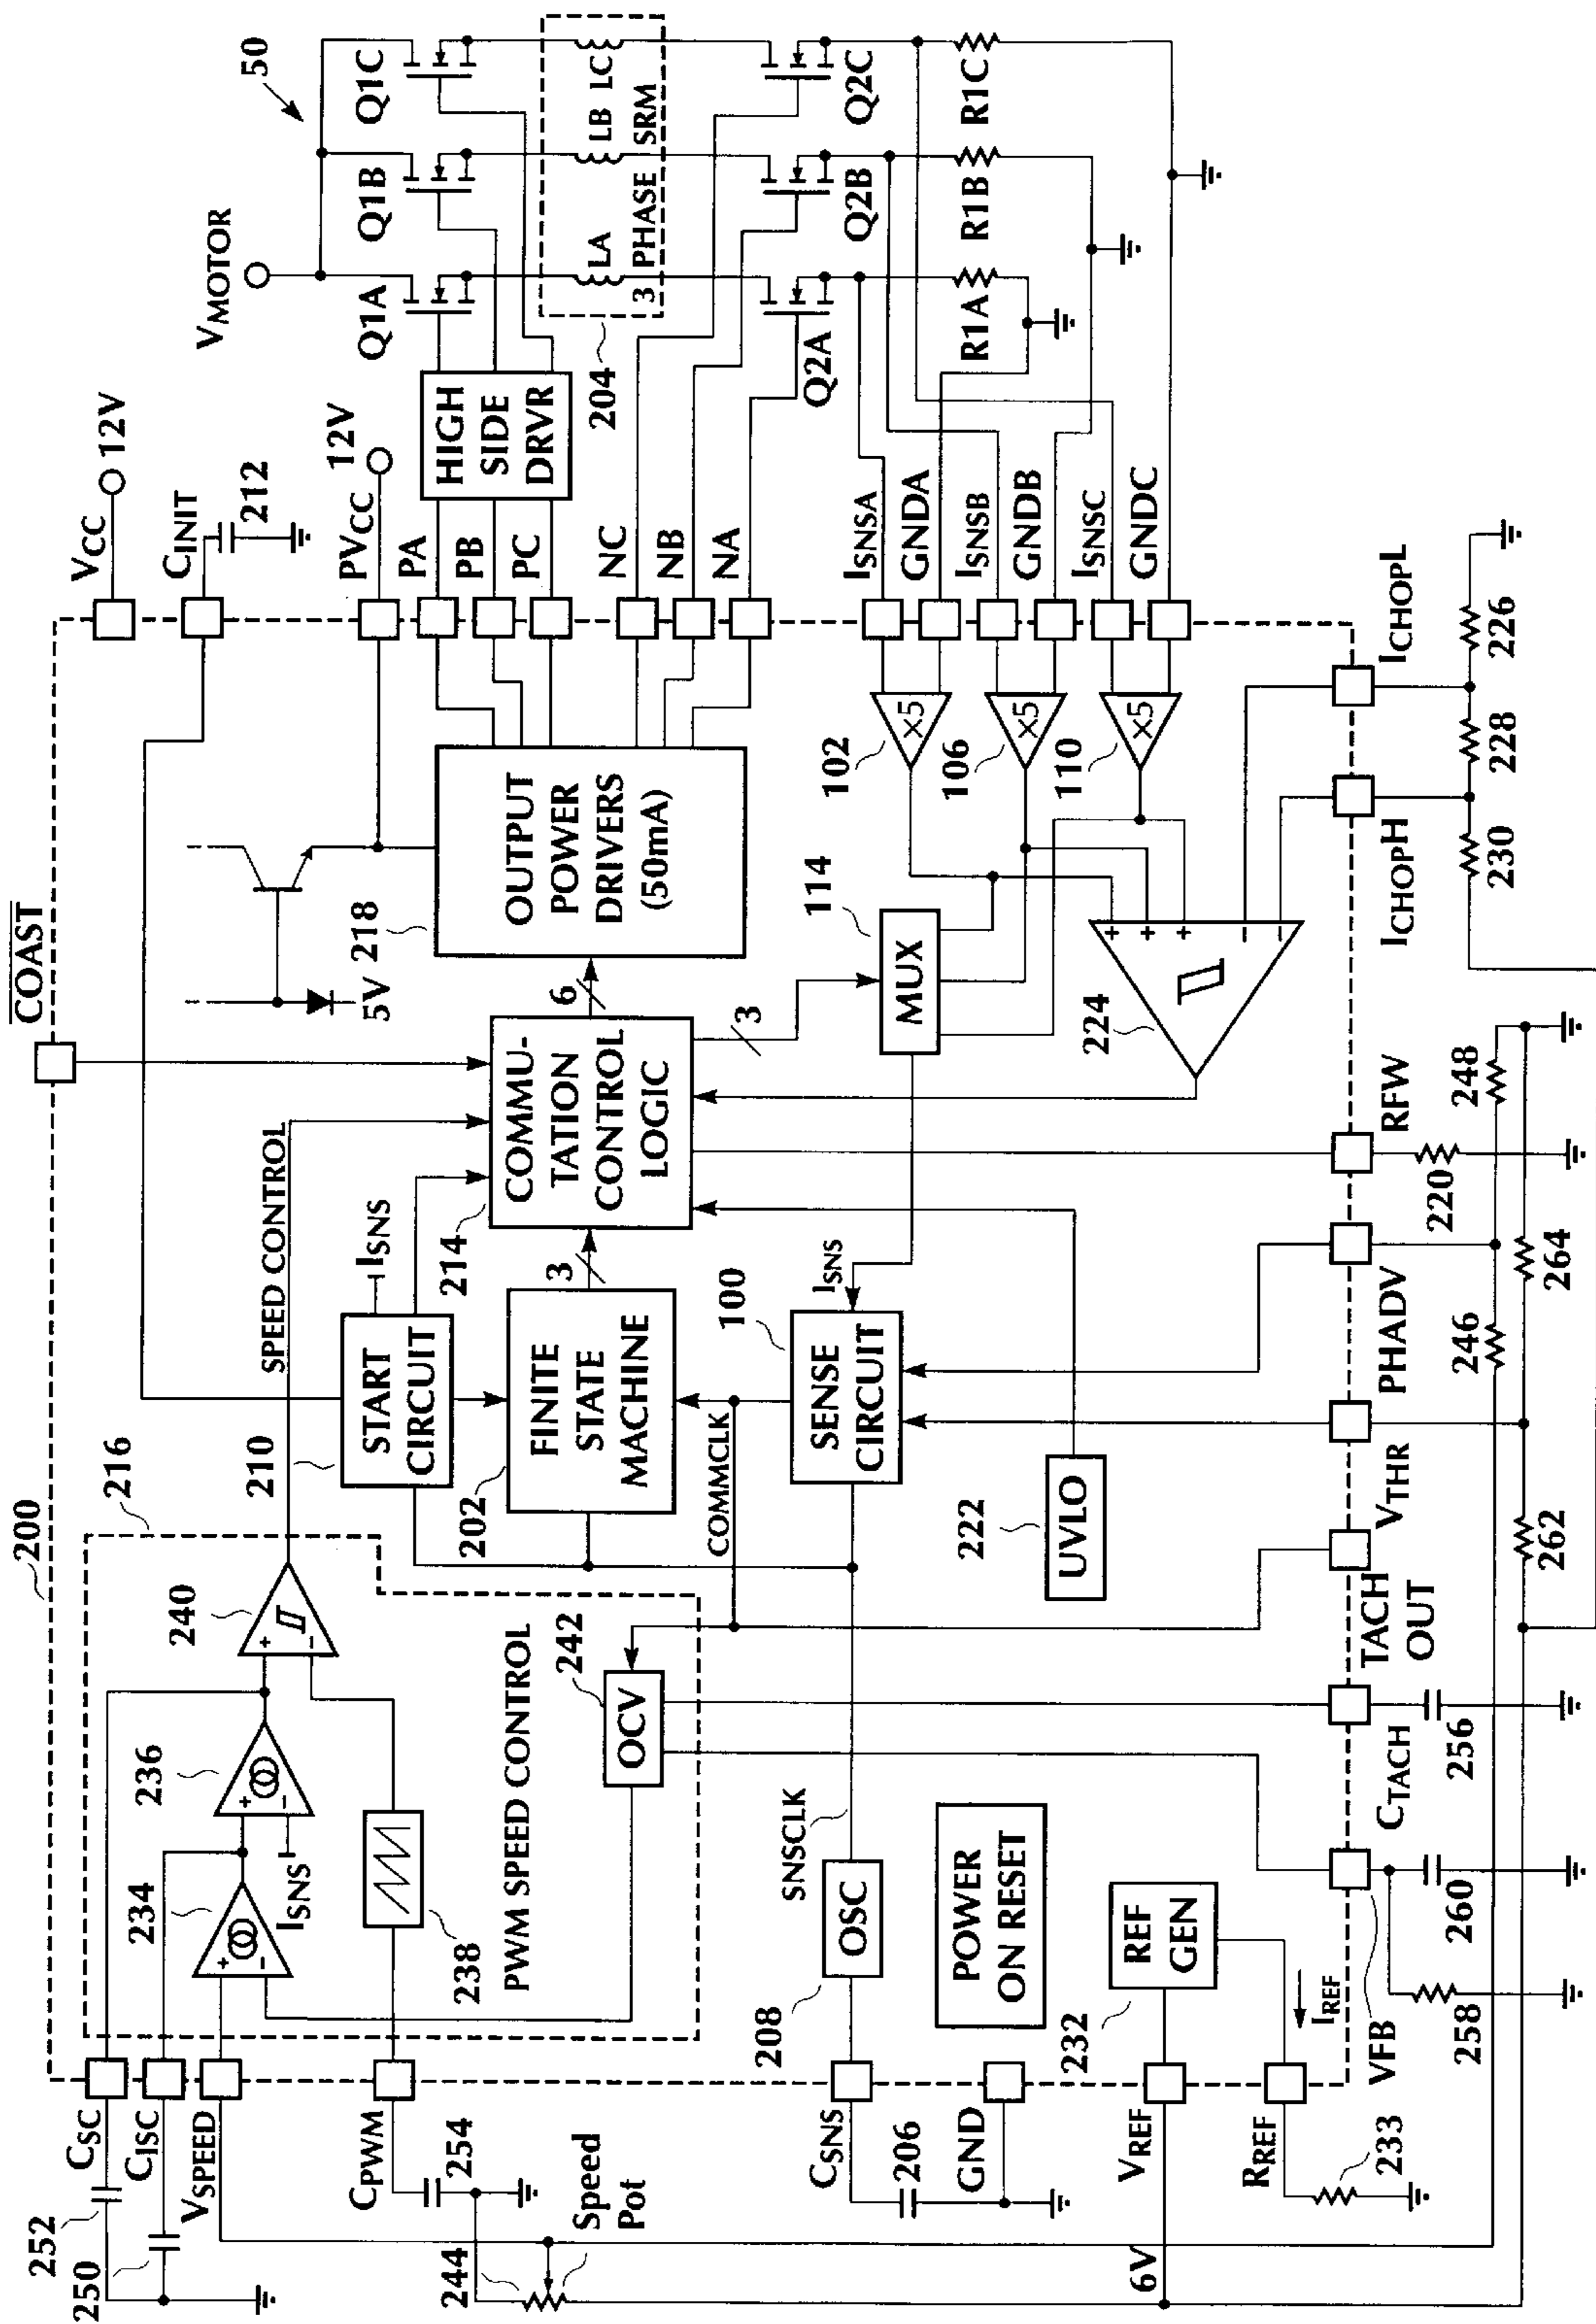 200
COAST
VCC
12V
CINIT
212
PVCC
12V
VMOTOR
50
PA
PB
PC
HIGH
SIDE
DRVR
Q1A
Q1B
Q1C
LA
LB
LC
3 PHASE SRM
204
NC
NB
NA
Q2A
Q2B
Q2C
R1A
R1B
R1C
ISNSA
GNDA
ISNSB
GNDB
ISNSC
GNDC
×5
×5
×5
102
106
110
ICHOPL
ICHOPH
226
228
230
5V
218
OUTPUT
POWER
DRIVERS
(50mA)
6
COMMU-
TATION
CONTROL
LOGIC
214
3
MUX
114
+
+
+
−
−
224
SPEED CONTROL
ISNS
START
CIRCUIT
210
216
FINITE
STATE
MACHINE
202
3
COMMCLK
ISNS
SENSE
CIRCUIT
100
UVLO
222
RFW
220
248
PHADV
246
264
VTHR
262
TACH
OUT
CTACH
256
VFB
260
258
240
+
−
236
+
−
234
+
−
ISNS
238
PWM SPEED CONTROL
OCV
242
SNSCLK
OSC
208
POWER
ON RESET
REF
GEN
232
IREF
CSC
CISC
VSPEED
252
250
CPWM
254
244
Speed
Pot
CSNS
206
GND
VREF
6V
RREF
233